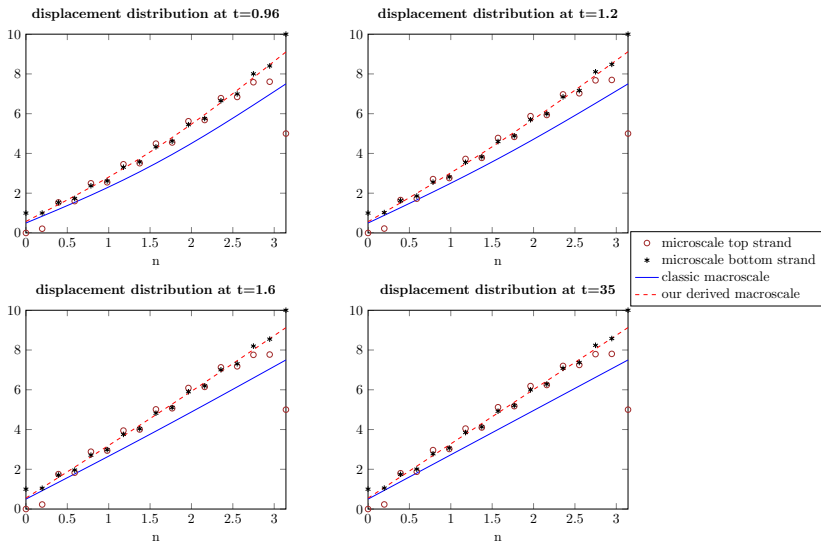 displacement distribution at t=0.96
10
8
6
4
2
0
0 0.5 1 1.5 2 2.5 3
n
displacement distribution at t=1.2
10
8
6
4
2
0
0 0.5 1 1.5 2 2.5 3
n
microscale top strand
microscale bottom strand
classic macroscale
our derived macroscale
displacement distribution at t=1.6
10
8
6
4
2
0
0 0.5 1 1.5 2 2.5 3
n
displacement distribution at t=35
10
8
6
4
2
0
0 0.5 1 1.5 2 2.5 3
n